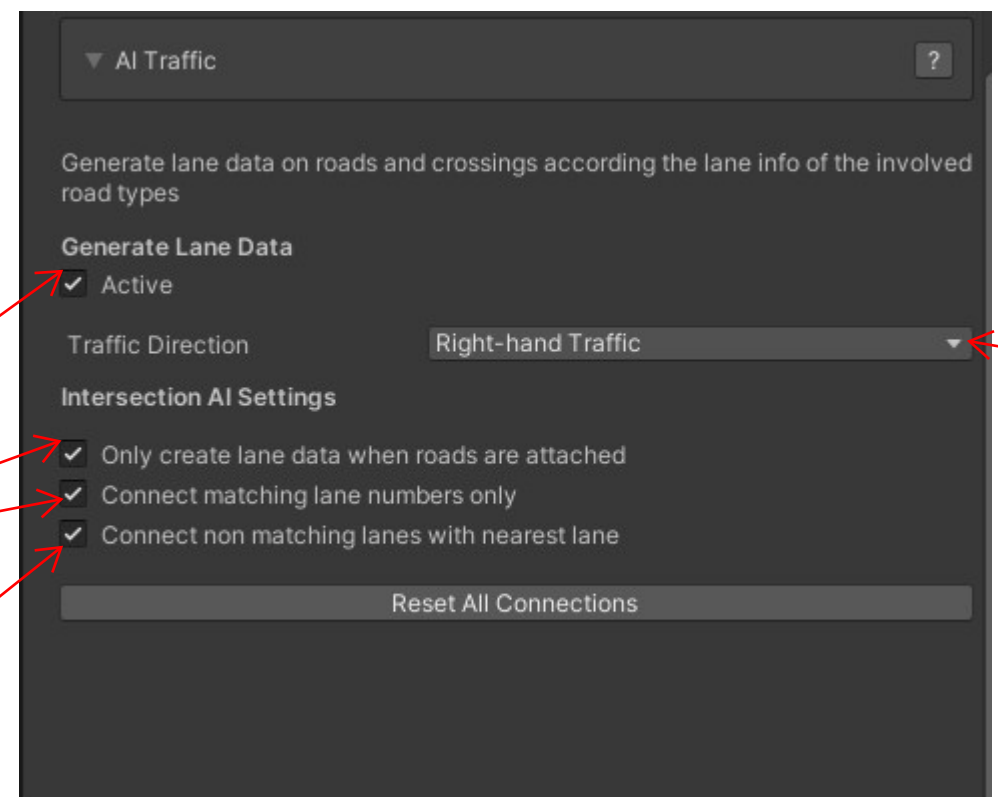 AI Traffic
?
Generate lane data on roads and crossings according the lane info of the involved
road types
Generate Lane Data
Active
Traffic Direction
Right-hand Traffic
Intersection AI Settings
Only create lane data when roads are attached
Connect matching lane numbers only
Connect non matching lanes with nearest lane
Reset All Connections